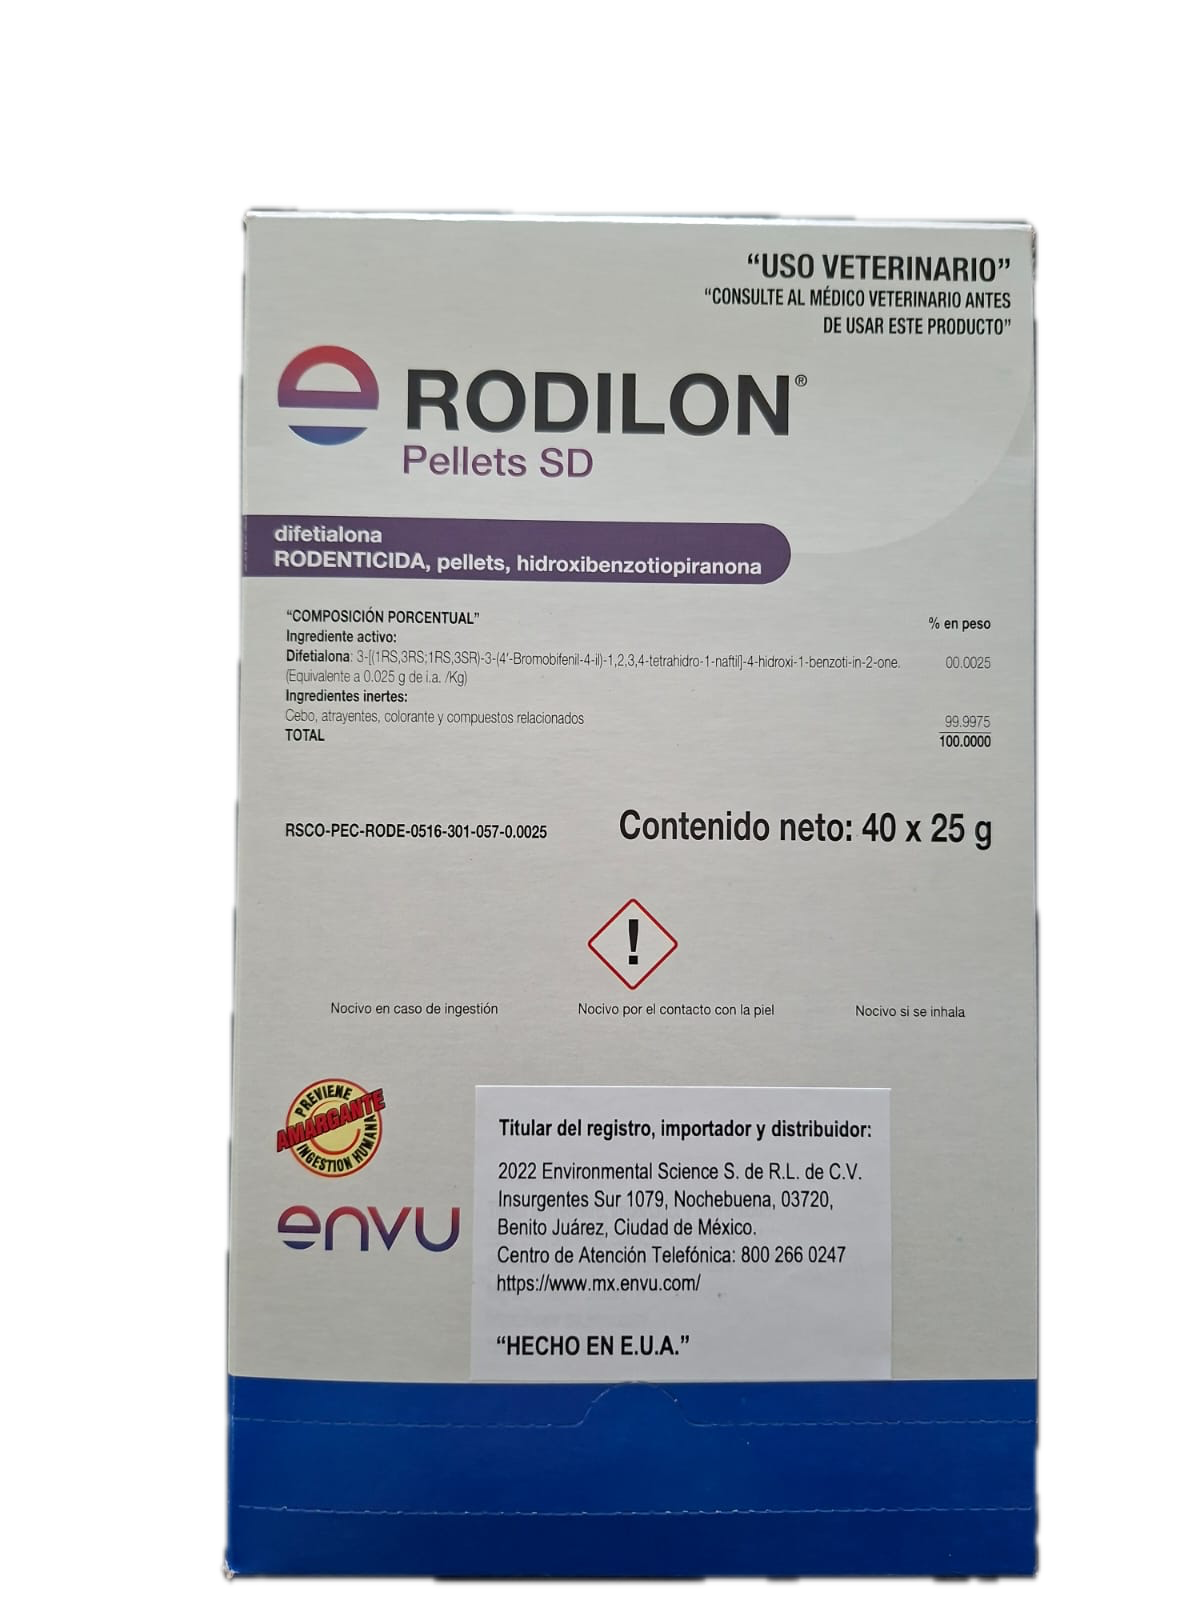 “USO VETERINARIO”
“CONSULTE AL MÉDICO VETERINARIO ANTES
DE USAR ESTE PRODUCTO”
RODILON®
Pellets SD
difetialona
RODENTICIDA, pellets, hidroxibenzotiopiranona
“COMPOSICIÓN PORCENTUAL” % en peso
Ingrediente activo:
Difetialona: 3-[(1RS,3RS;1RS,3SR)-3-(4’-Bromobifenil-4-il)-1,2,3,4-tetrahidro-1-naftil]-4-hidroxi-1-benzoti-in-2-one. 00.0025
(Equivalente a 0.025 g de i.a. /Kg)
Ingredientes inertes:
Cebo, atrayentes, colorante y compuestos relacionados 99.9975
TOTAL 100.0000
RSCO-PEC-RODE-0516-301-057-0.0025 Contenido neto: 40 x 25 g
!
Nocivo en caso de ingestión Nocivo por el contacto con la piel Nocivo si se inhala
PREVIENE
AMARGANTE
INGESTION HUMANA
envu
Titular del registro, importador y distribuidor:
2022 Environmental Science S. de R.L. de C.V.
Insurgentes Sur 1079, Nochebuena, 03720,
Benito Juárez, Ciudad de México.
Centro de Atención Telefónica: 800 266 0247
https://www.mx.envu.com/
“HECHO EN E.U.A.”